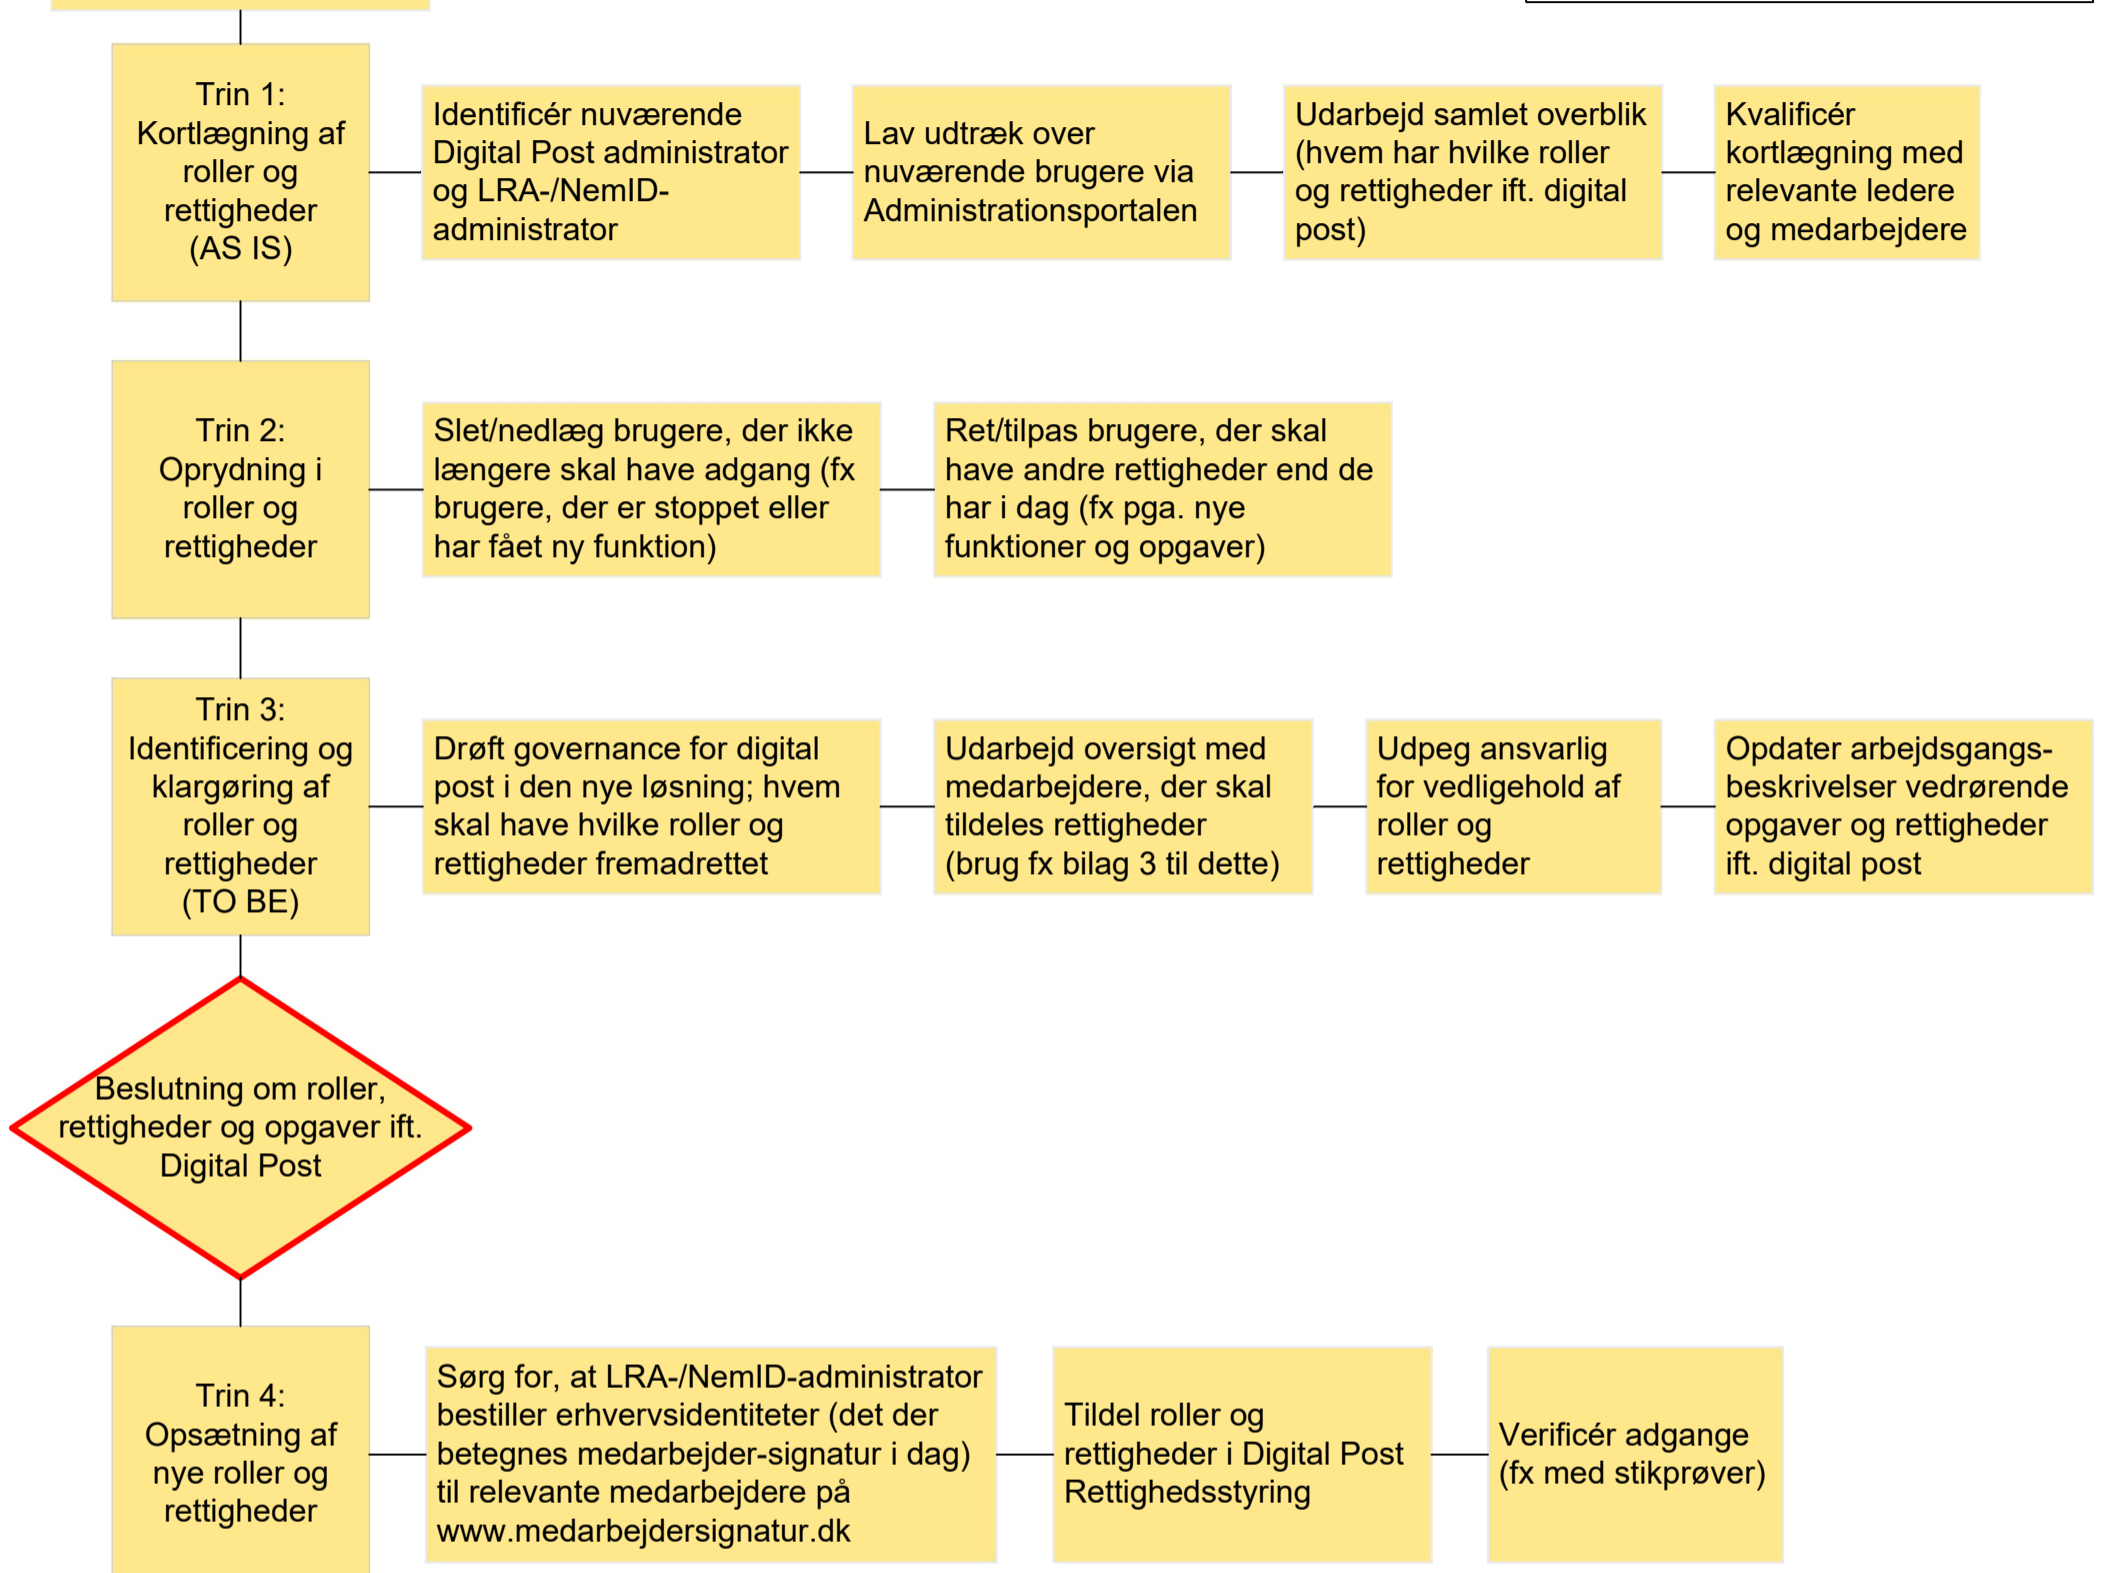 Trin 1:
Kortlægning af
roller og
rettigheder
(AS IS)
Identificér nuværende
Digital Post administrator
og LRA-/NemID-
administrator
Lav udtræk over
nuværende brugere via
Administrationsportalen
Udarbejd samlet overblik
(hvem har hvilke roller
og rettigheder ift. digital
post)
Kvalificér
kortlægning med
relevante ledere
og medarbejdere
Trin 2:
Oprydning i
roller og
rettigheder
Slet/nedlæg brugere, der ikke
længere skal have adgang (fx
brugere, der er stoppet eller
har fået ny funktion)
Ret/tilpas brugere, der skal
have andre rettigheder end de
har i dag (fx pga. nye
funktioner og opgaver)
Trin 3:
Identificering og
klargøring af
roller og
rettigheder
(TO BE)
Drøft governance for digital
post i den nye løsning; hvem
skal have hvilke roller og
rettigheder fremadrettet
Udarbejd oversigt med
medarbejdere, der skal
tildeles rettigheder
(brug fx bilag 3 til dette)
Udpeg ansvarlig
for vedligehold af
roller og
rettigheder
Opdater arbejdsgangs-
beskrivelser vedrørende
opgaver og rettigheder
ift. digital post
Beslutning om roller,
rettigheder og opgaver ift.
Digital Post
Trin 4:
Opsætning af
nye roller og
rettigheder
Sørg for, at LRA-/NemID-administrator
bestiller erhvervsidentiteter (det der
betegnes medarbejder-signatur i dag)
til relevante medarbejdere på
www.medarbejdersignatur.dk
Tildel roller og
rettigheder i Digital Post
Rettighedsstyring
Verificér adgange
(fx med stikprøver)